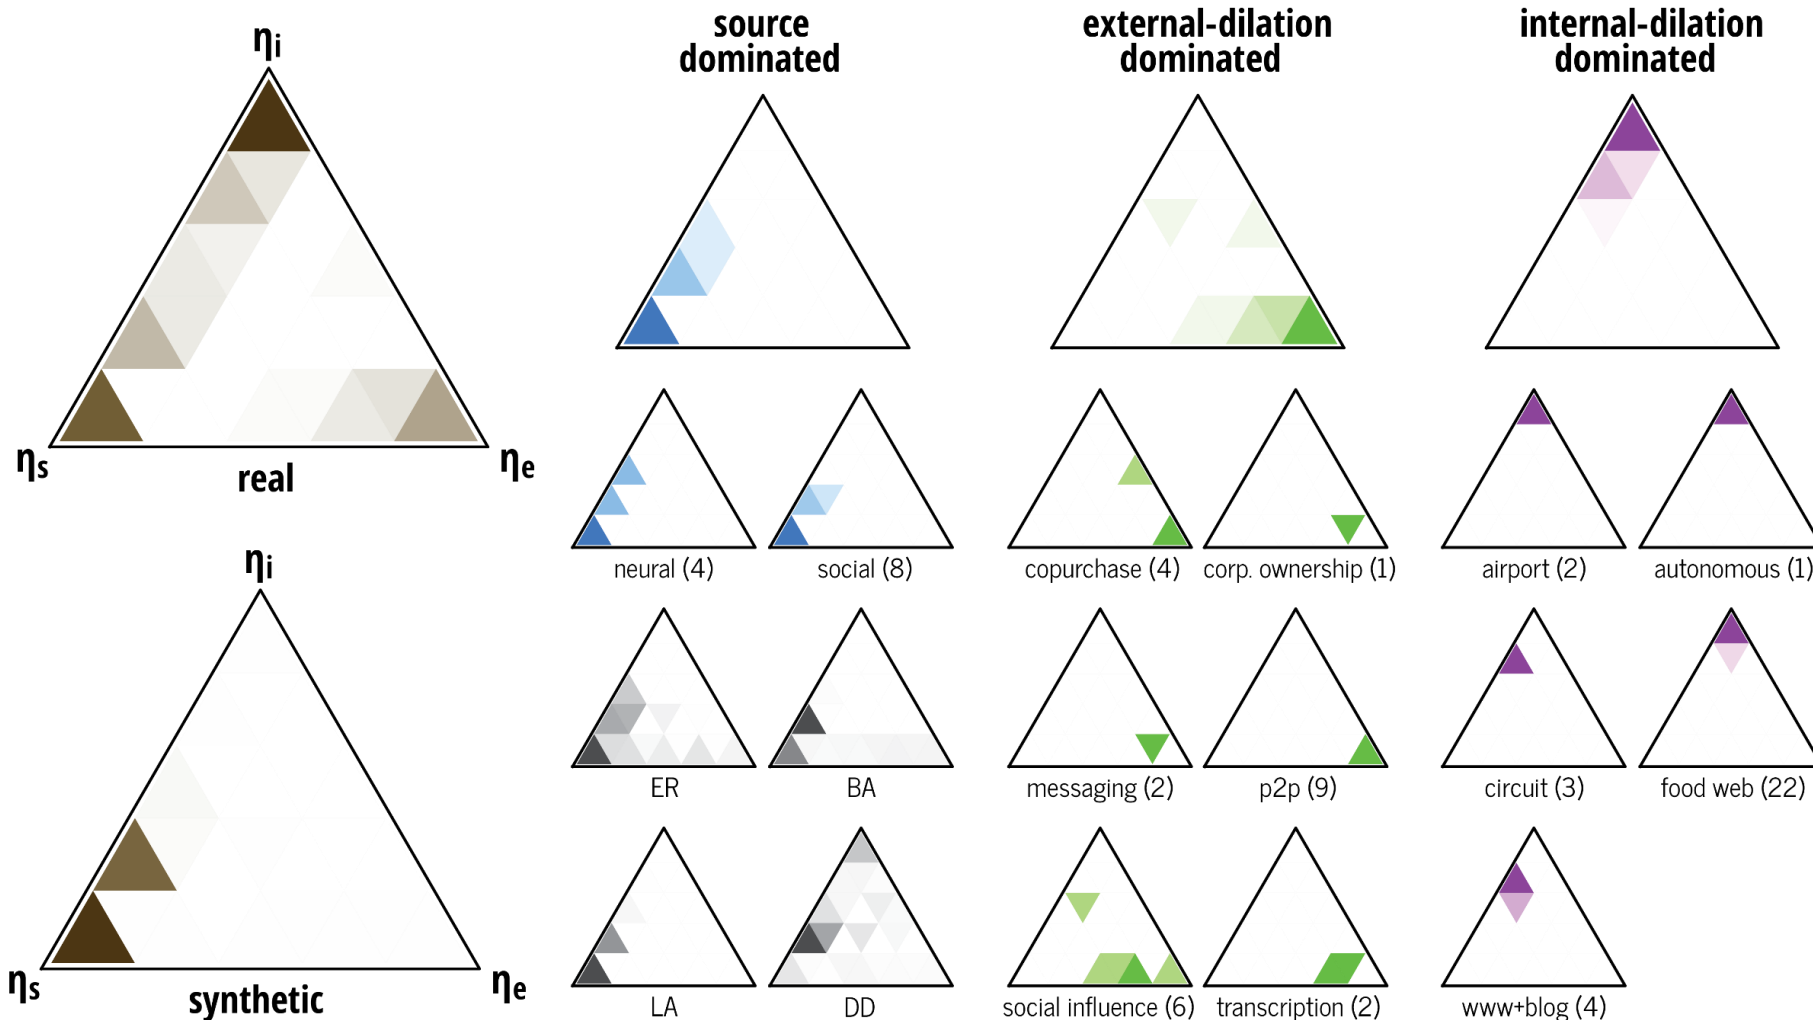 source
dominated
external-dilation
dominated
internal-dilation
dominated
ηi
ηs
ηe
real
neural (4)
social (8)
copurchase (4)
corp. ownership (1)
airport (2)
autonomous (1)
ηi
ER
BA
messaging (2)
p2p (9)
circuit (3)
food web (22)
ηs
ηe
synthetic
LA
DD
social influence (6)
transcription (2)
www+blog (4)